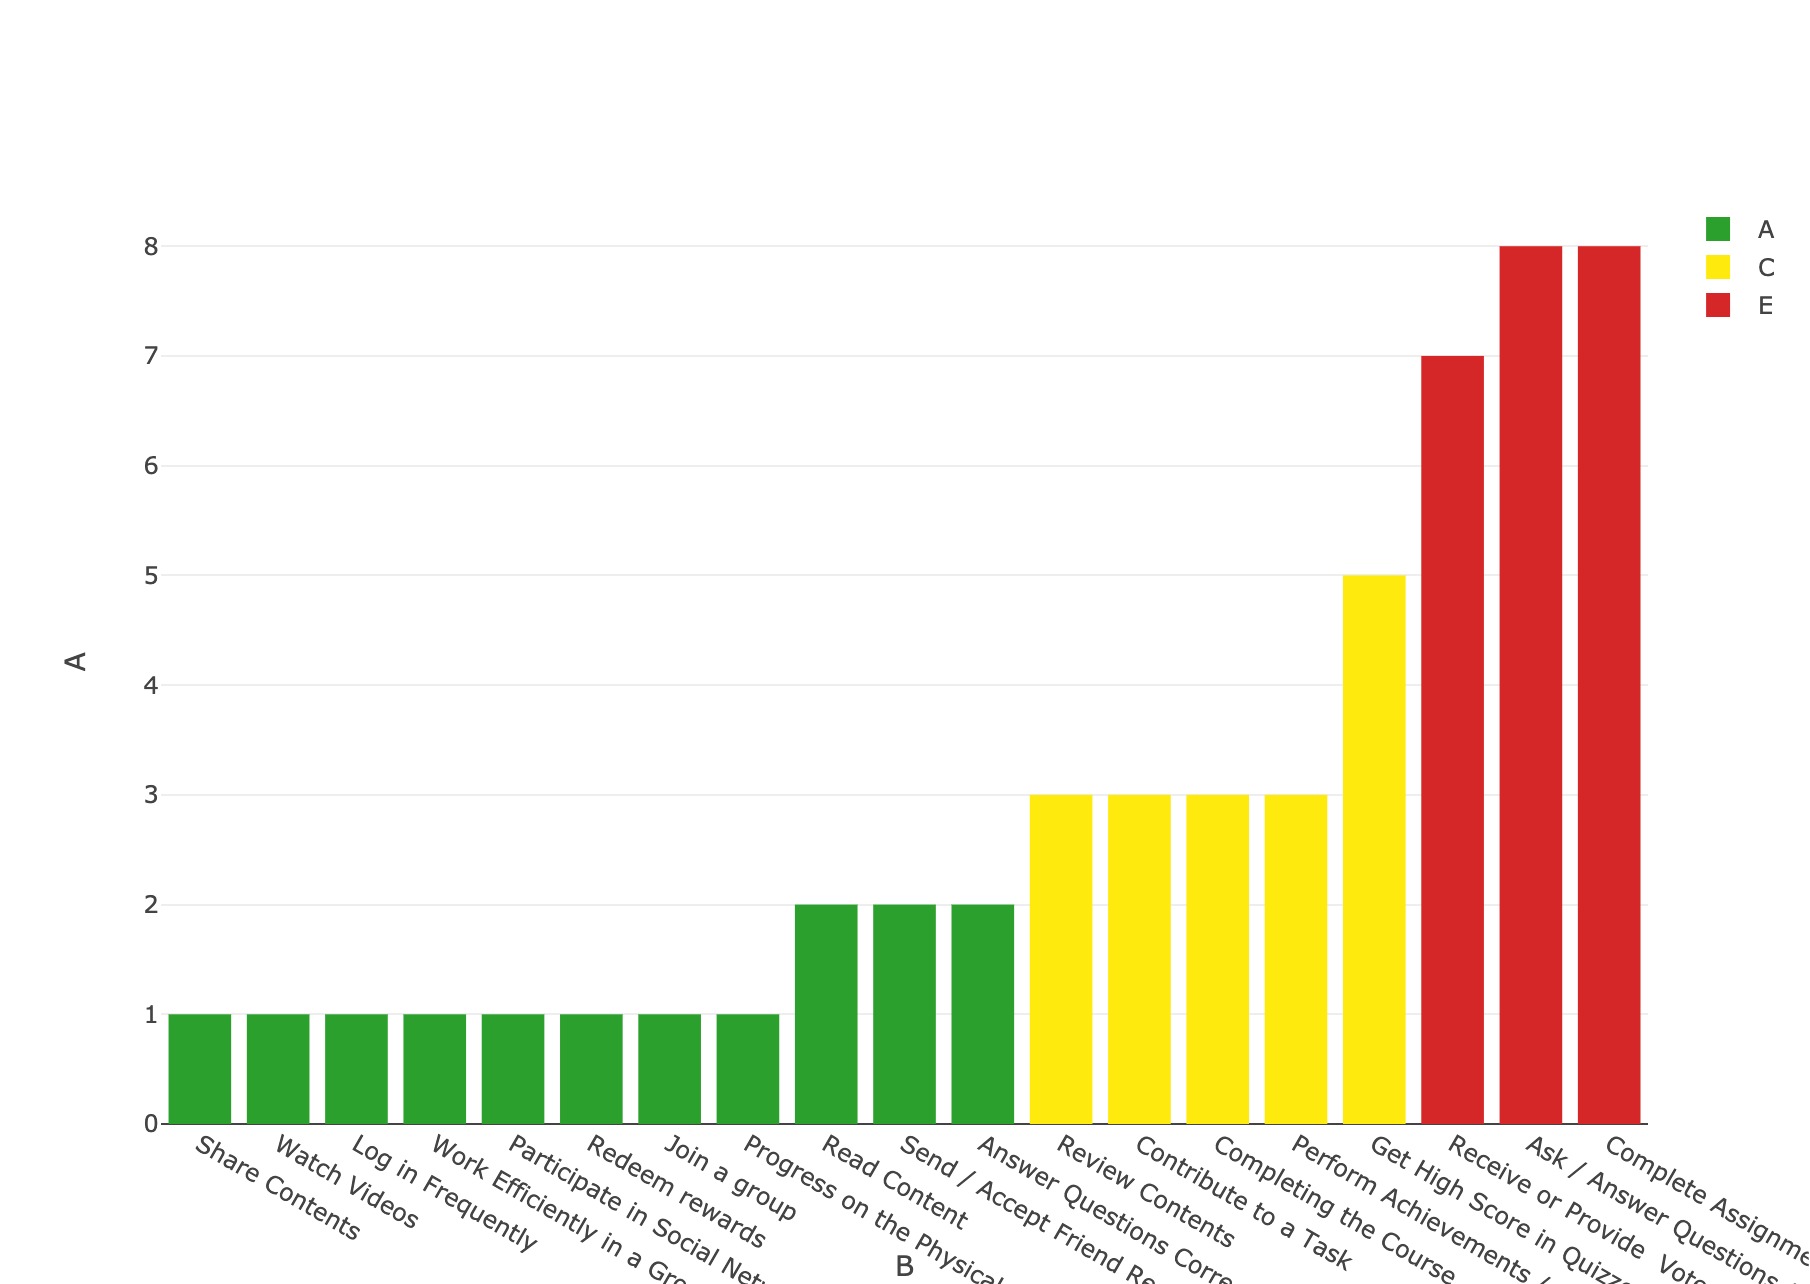 8
7
6
5
4
3
2
1
0
A
A
C
E
Share Contents
Watch Videos
Log in Frequently
Work Efficiently in a
Participate in Social
Redeem rewards
Join a group
Progress on the Physical
Read Content
Send / Accept Friend
Answer Questions
Review Contents
Contribute to a Task
Completing the Course
Perform Achievements /
Get High Score in
Receive or Provide
Ask / Answer Questions
Complete
B